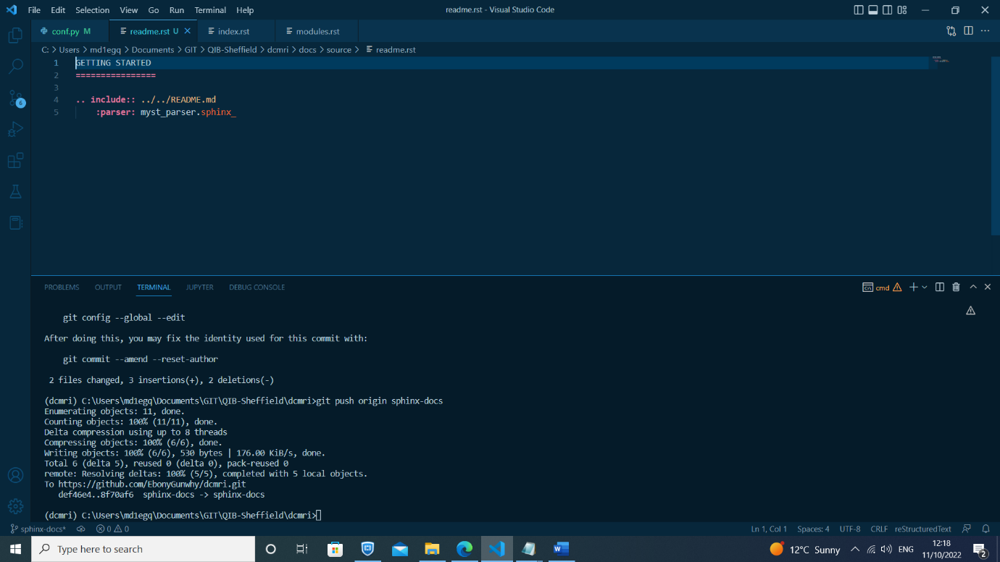 File Edit Selection View Go Run Terminal Help readme.rst - Visual Studio Code
conf.py M readme.rst U index.rst modules.rst
C: > Users > md1egq > Documents > GIT > QIB-Sheffield > dcmri > docs > source > readme.rst
1 GETTING STARTED
2 ================
3
4 .. include:: ../../README.md
5 :parser: myst_parser.sphinx_
6
PROBLEMS OUTPUT TERMINAL JUPYTER DEBUG CONSOLE cmd
git config --global --edit
After doing this, you may fix the identity used for this commit with:
git commit --amend --reset-author
2 files changed, 3 insertions(+), 2 deletions(-)
(dcmri) C:\Users\md1egq\Documents\GIT\QIB-Sheffield\dcmri>git push origin sphinx-docs
Enumerating objects: 11, done.
Counting objects: 100% (11/11), done.
Delta compression using up to 8 threads
Compressing objects: 100% (6/6), done.
Writing objects: 100% (6/6), 530 bytes | 176.00 KiB/s, done.
Total 6 (delta 5), reused 0 (delta 0), pack-reused 0
remote: Resolving deltas: 100% (5/5), completed with 5 local objects.
To https://github.com/EbonyGunwhy/dcmri.git
def46e4..8f70af6 sphinx-docs -> sphinx-docs
(dcmri) C:\Users\md1egq\Documents\GIT\QIB-Sheffield\dcmri>
sphinx-docs* 0 0 Ln 1, Col 1 Spaces: 4 UTF-8 CRLF reStructuredText
Type here to search 12°C Sunny ENG 12:18
11/10/2022 2